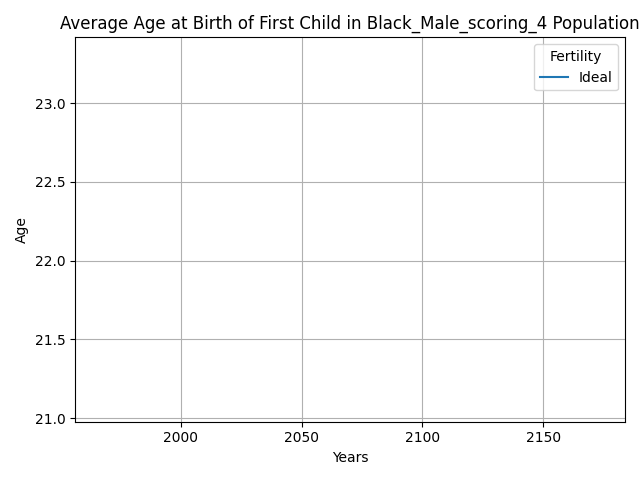 Average Age at Birth of First Child in Black_Male_scoring_4 Population
Fertility
Ideal
23.0
22.5
22.0
21.5
21.0
Age
2000 2050 2100 2150
Years